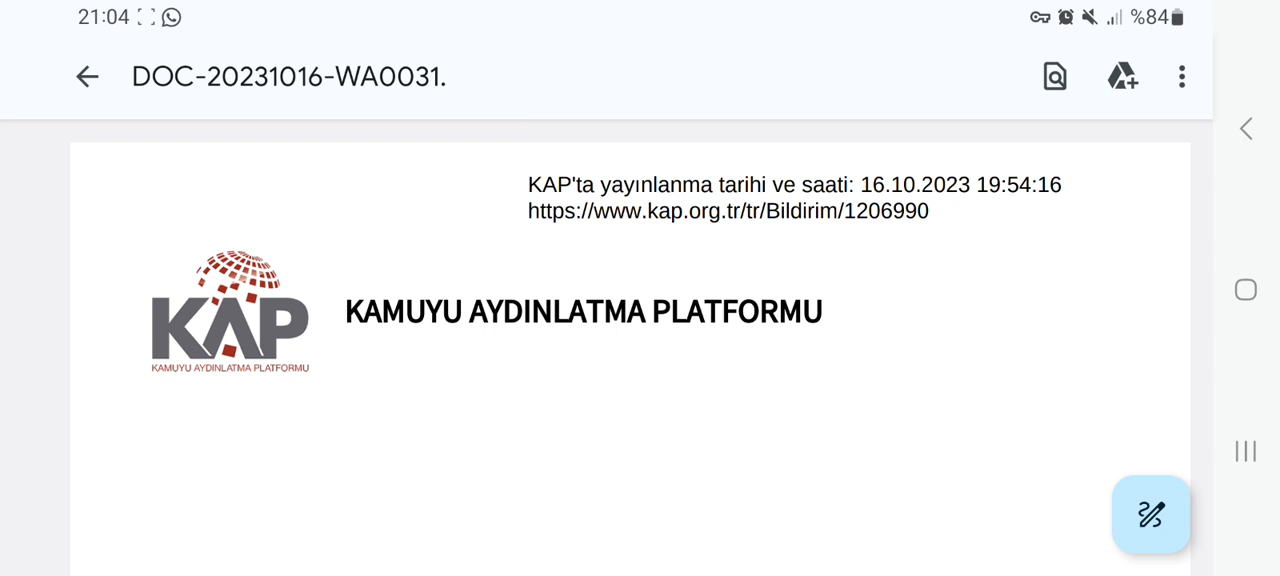 21:04
%84
DOC-20231016-WA0031.
KAP'ta yayınlanma tarihi ve saati: 16.10.2023 19:54:16
https://www.kap.org.tr/tr/Bildirim/1206990
KAP
KAMUYU AYDINLATMA PLATFORMU
KAMUYU AYDINLATMA PLATFORMU